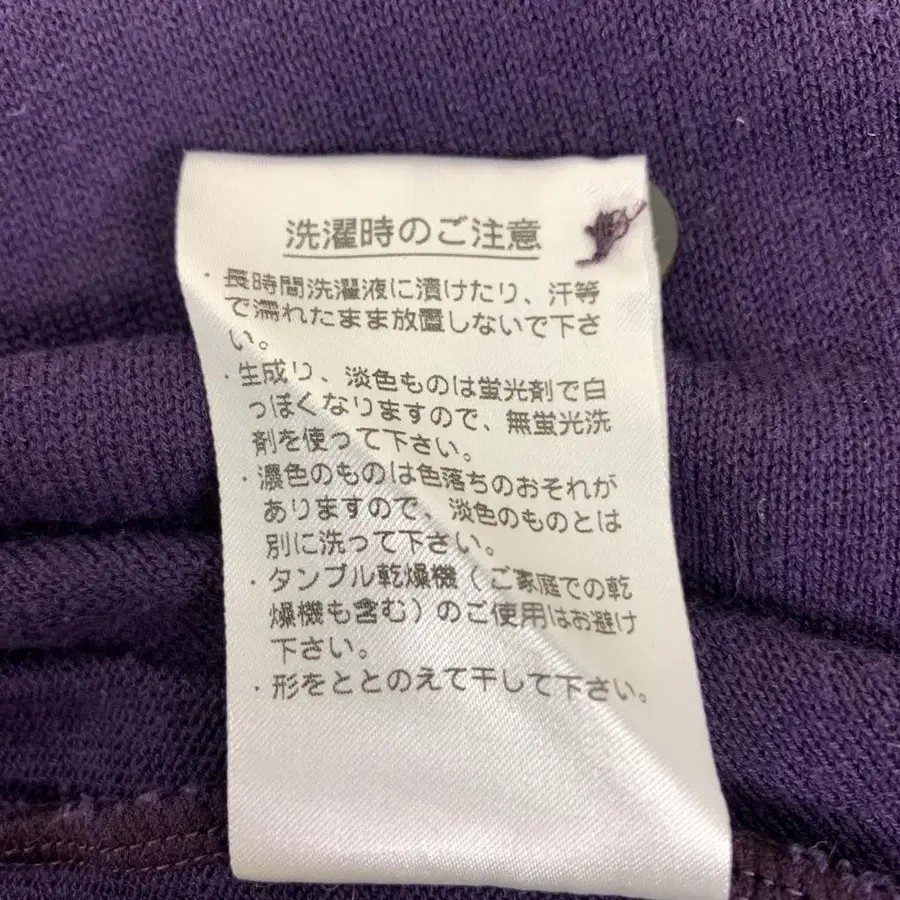 洗濯時のご注意
・長時間洗濯液に漬けたり、汗等
で濡れたまま放置しないで下さ
い。
・生成り、淡色ものは蛍光剤で白
っぽくなりますので、無蛍光洗
剤を使って下さい。
・濃色のものは色落ちのおそれが
ありますので、淡色のものとは
別に洗って下さい。
・タンブル乾燥機（ご家庭での乾
燥機も含む）のご使用はお避け
下さい。
・形をととのえて干して下さい。